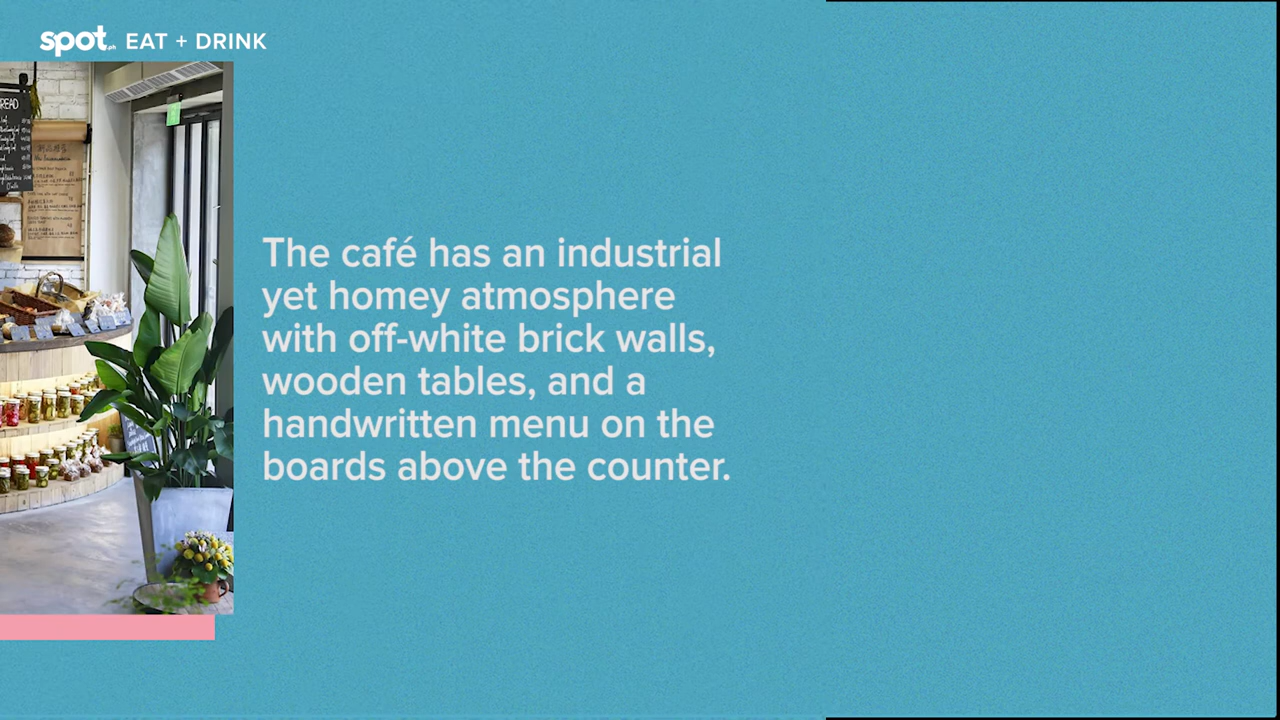 spot.ph EAT + DRINK
READ
The café has an industrial
yet homey atmosphere
with off-white brick walls,
wooden tables, and a
handwritten menu on the
boards above the counter.